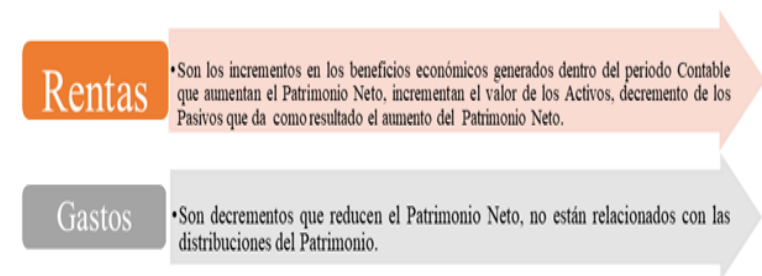 Rentas
•Son los incrementos en los beneficios económicos generados dentro del periodo Contable
que aumentan el Patrimonio Neto, incrementan el valor de los Activos, decremento de los
Pasivos que da como resultado el aumento del Patrimonio Neto.
Gastos
•Son decrementos que reducen el Patrimonio Neto, no están relacionados con las
distribuciones del Patrimonio.